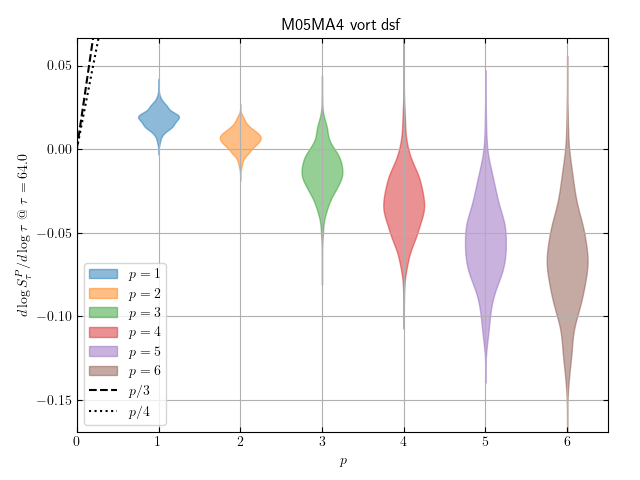 M05MA4 vort dsf
d log S_τ^P / d log τ @ τ = 64.0
0.05
0.00
−0.05
−0.10
−0.15
p = 1
p = 2
p = 3
p = 4
p = 5
p = 6
p/3
p/4
0 1 2 3 4 5 6
p